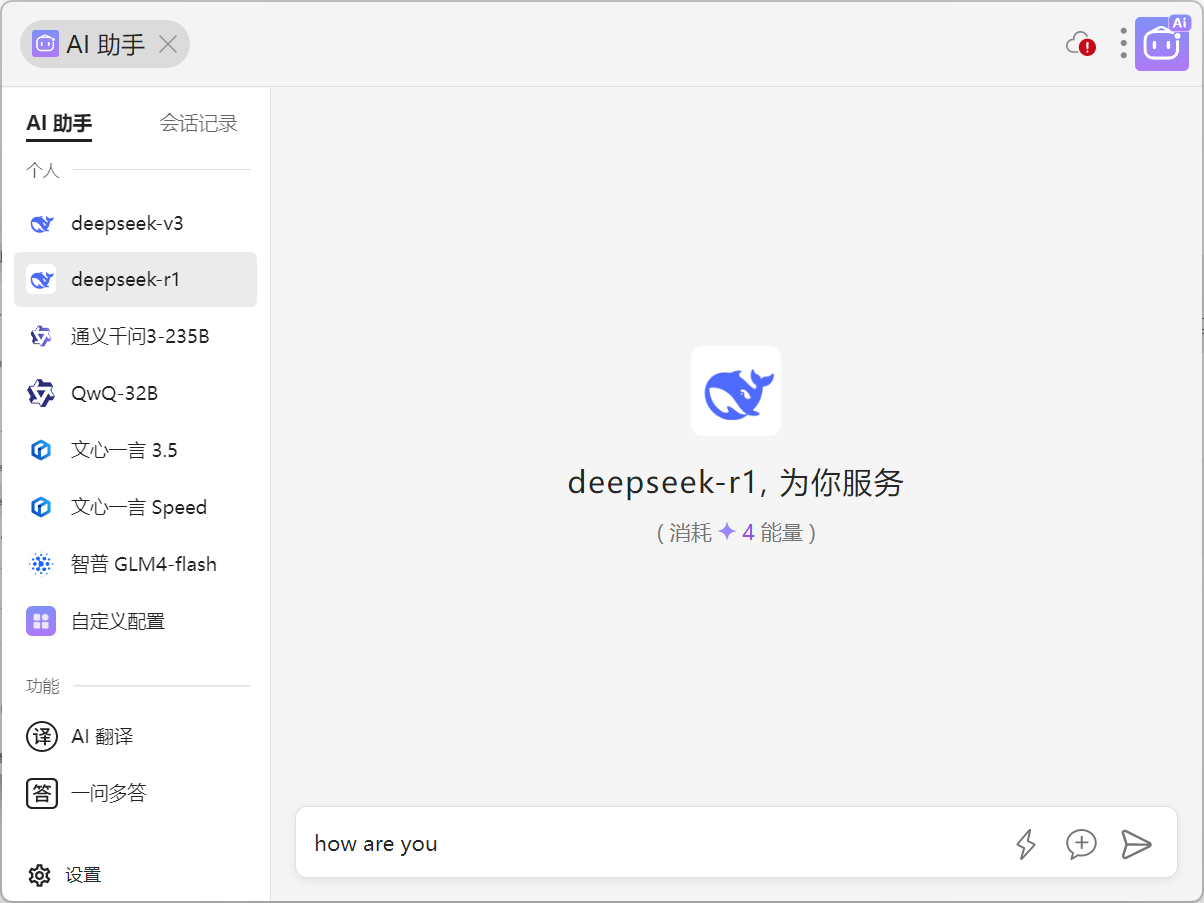 AI 助手
Ai
AI 助手 会话记录
个人
deepseek-v3
deepseek-r1
通义千问3-235B
QwQ-32B
文心一言 3.5
文心一言 Speed
智普 GLM4-flash
自定义配置
功能
译 AI 翻译
答 一问多答
设置
deepseek-r1, 为你服务
( 消耗 4 能量 )
how are you